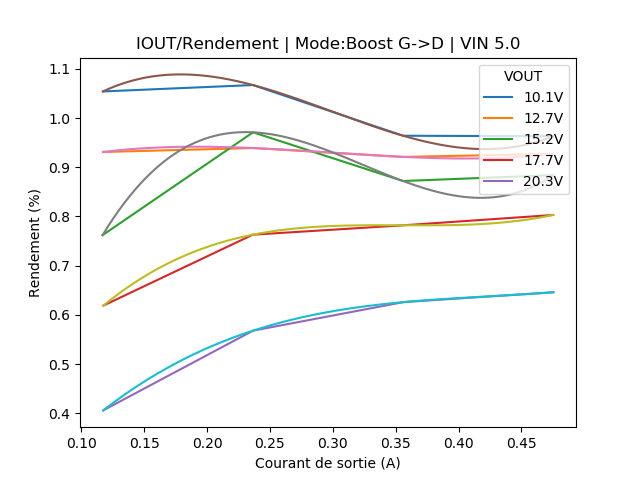 IOUT/Rendement | Mode:Boost G->D | VIN 5.0
VOUT
10.1V
12.7V
15.2V
17.7V
20.3V
Rendement (%)
1.1
1.0
0.9
0.8
0.7
0.6
0.5
0.4
0.10 0.15 0.20 0.25 0.30 0.35 0.40 0.45
Courant de sortie (A)